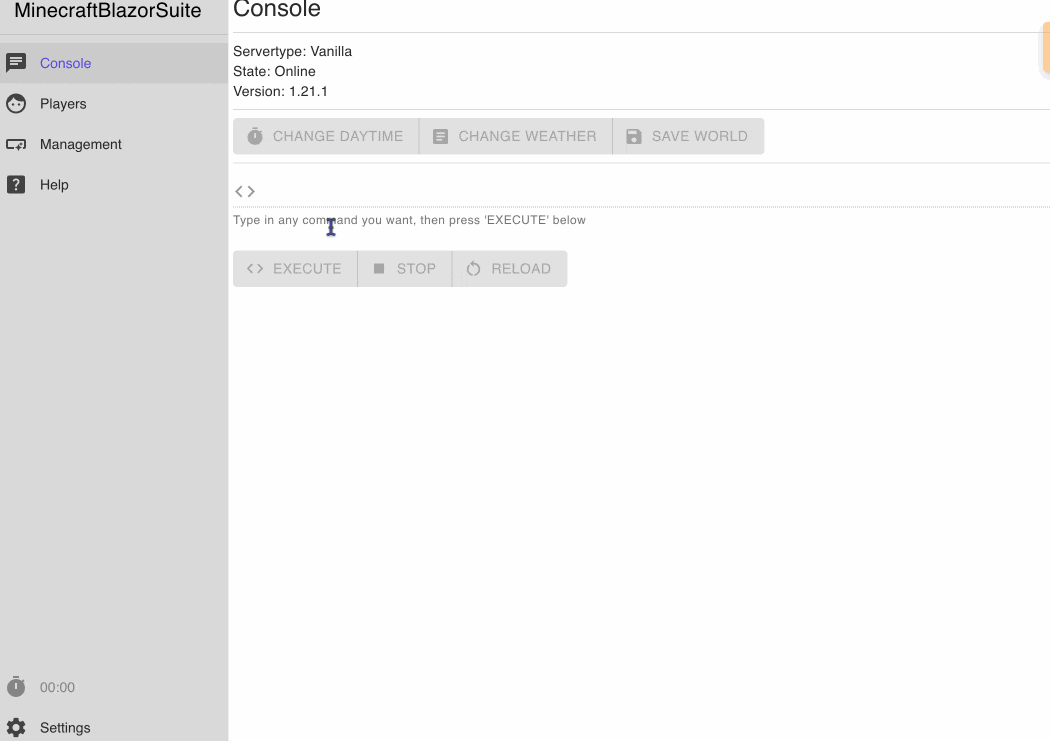 MinecraftBlazorSuite
Console
Players
Management
Help
00:00
Settings
Console
Servertype: Vanilla
State: Online
Version: 1.21.1
CHANGE DAYTIME CHANGE WEATHER SAVE WORLD
Type in any command you want, then press 'EXECUTE' below
EXECUTE STOP RELOAD